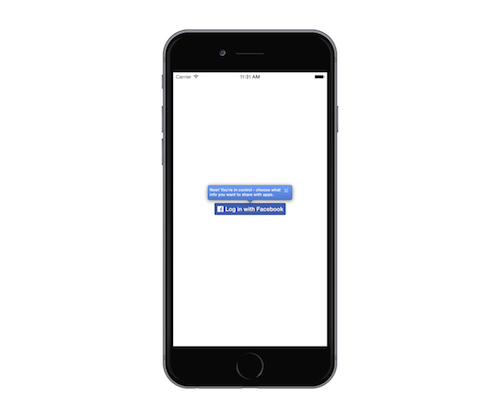 Carrier 11:31 AM
New! You're in control - choose what
info you want to share with apps.
f Log in with Facebook